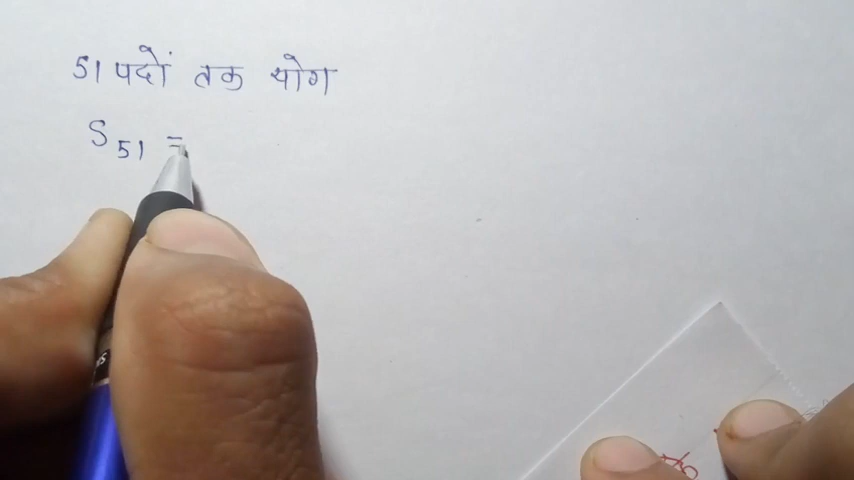 51 पदों तक योग
S₅₁ =